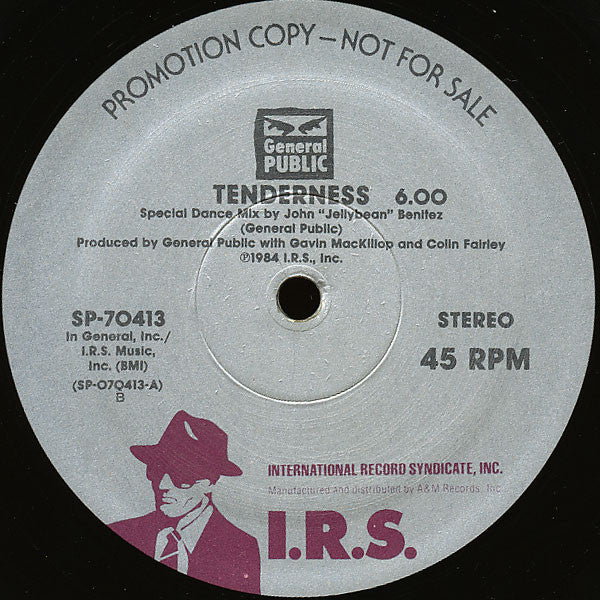 PROMOTION COPY — NOT FOR SALE
General
PUBLIC
TENDERNESS 6.00
Special Dance Mix by John "Jellybean" Benitez
(General Public)
Produced by General Public with Gavin MacKillop and Colin Fairley
℗1984 I.R.S., Inc.
SP-70413
In General, Inc./
I.R.S. Music,
Inc. (BMI)
(SP-070413-A)
B
STEREO
45 RPM
INTERNATIONAL RECORD SYNDICATE, INC.
Manufactured and distributed by A&M Records, Inc.
I.R.S.